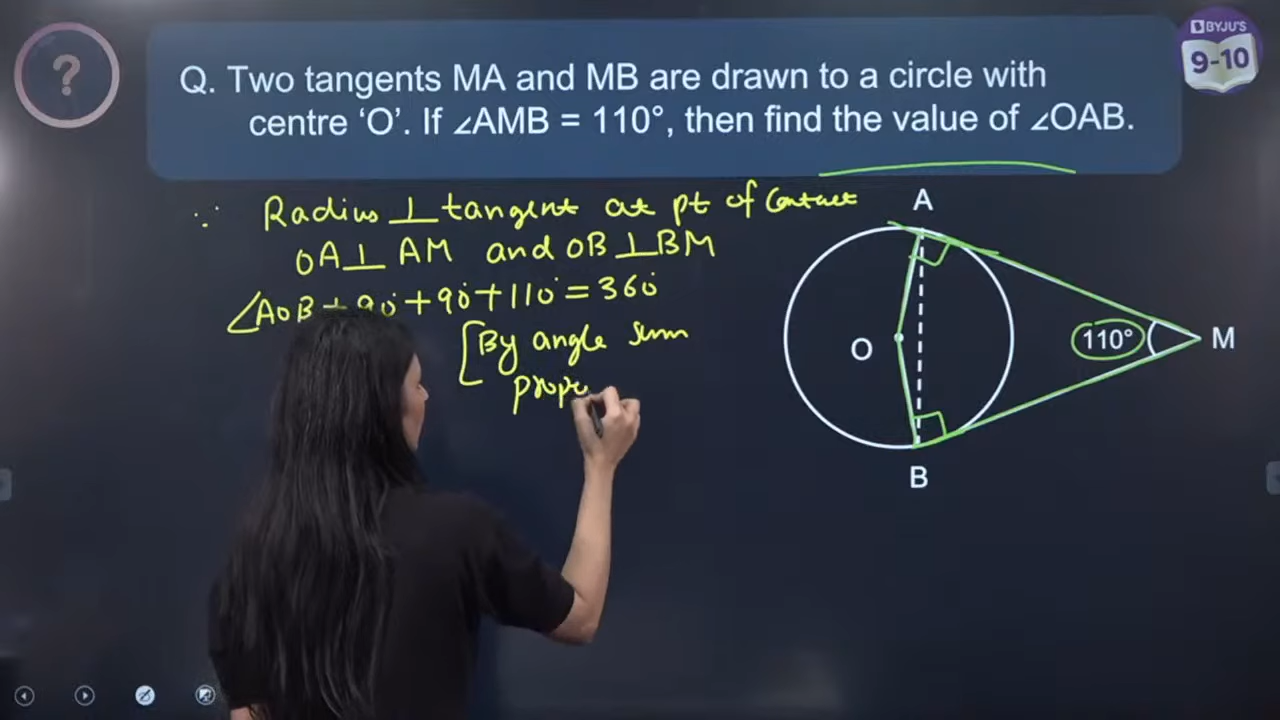 BYJU'S
9-10
?
Q. Two tangents MA and MB are drawn to a circle with
centre ‘O’. If ∠AMB = 110°, then find the value of ∠OAB.
∵ Radius ⊥ tangent at pt of Contact
OA ⊥ AM and OB ⊥ BM
∠AOB + 90° + 90° + 110° = 360°
[By angle sum
prope
A
O
110°
M
B